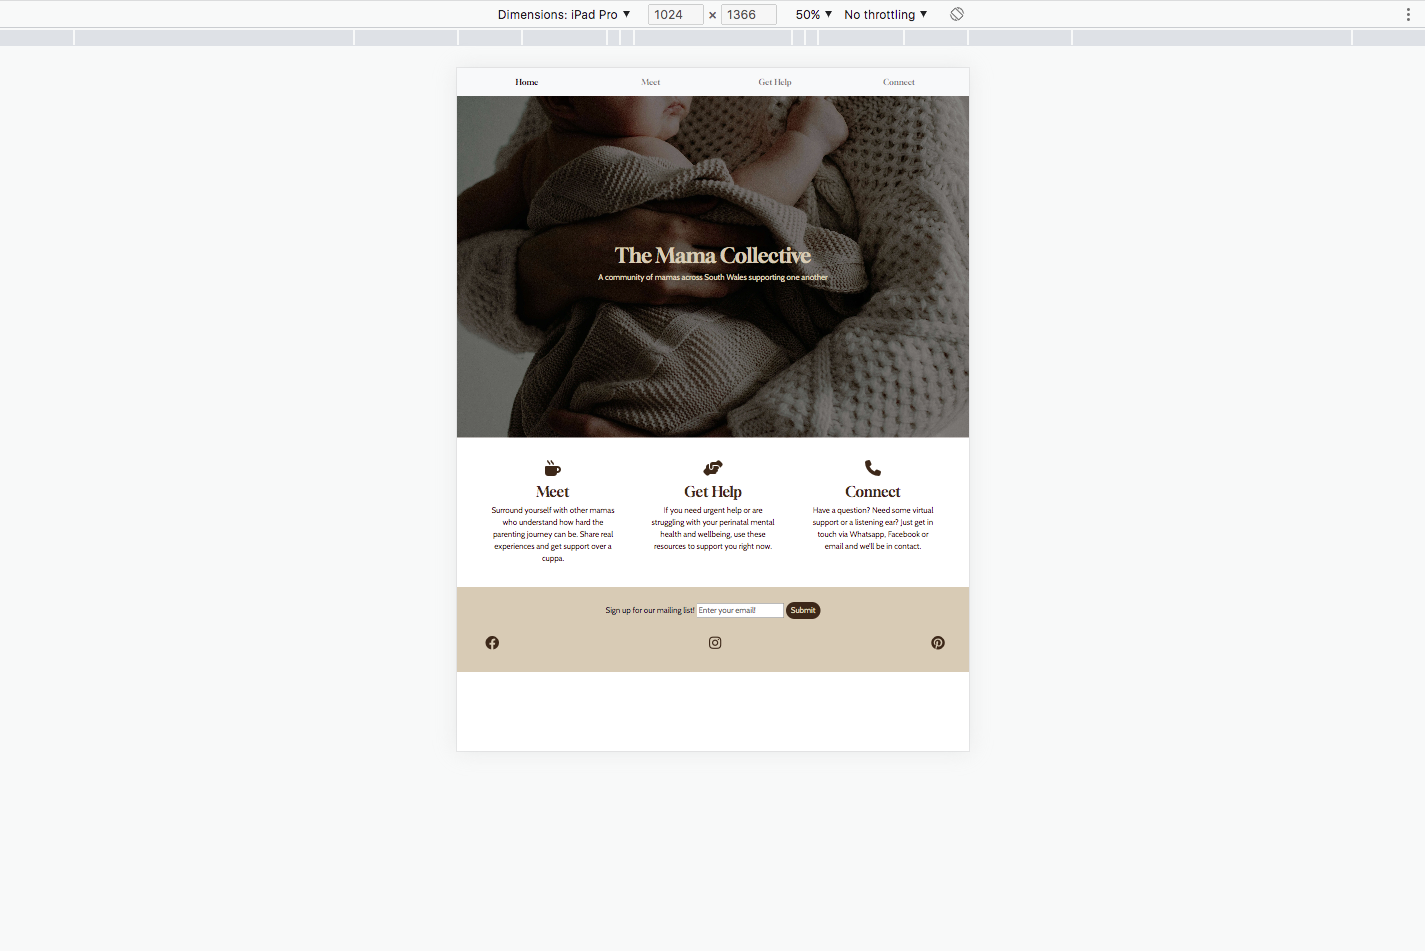 Dimensions: iPad Pro ▼ 1024 × 1366 50% ▼ No throttling ▼
Home Meet Get Help Connect
The Mama Collective
A community of mamas across South Wales supporting one another
Meet
Surround yourself with other mamas
who understand how hard the
parenting journey can be. Share real
experiences and get support over a
cuppa.
Get Help
If you need urgent help or are
struggling with your perinatal mental
health and wellbeing, use these
resources to support you right now.
Connect
Have a question? Need some virtual
support or a listening ear? Just get in
touch via Whatsapp, Facebook or
email and we'll be in contact.
Sign up for our mailing list! Enter your email! Submit